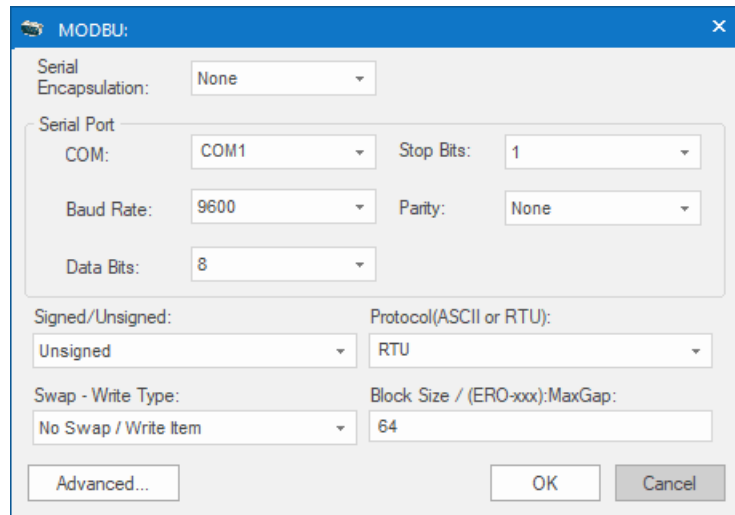 MODBU:
Serial
Encapsulation:
None
Serial Port
COM:
COM1
Stop Bits:
1
Baud Rate:
9600
Parity:
None
Data Bits:
8
Signed/Unsigned:
Protocol(ASCII or RTU):
Unsigned
RTU
Swap - Write Type:
Block Size / (ERO-xxx):MaxGap:
No Swap / Write Item
64
Advanced...
OK
Cancel